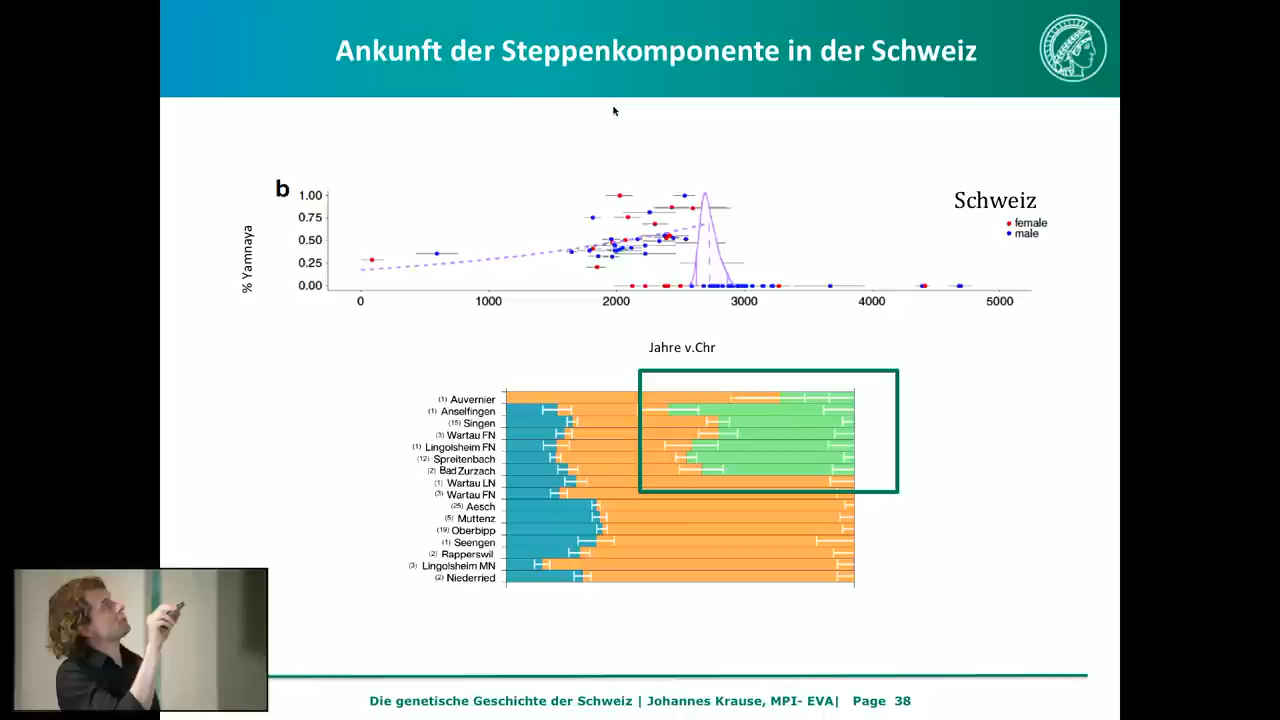 Ankunft der Steppenkomponente in der Schweiz
b
Schweiz
female
male
% Yamnaya
1.00
0.75
0.50
0.25
0.00
0 1000 2000 3000 4000 5000
Jahre v.Chr
(1) Auvernier
(1) Anselfingen
(15) Singen
(3) Wartau FN
(1) Lingolsheim FN
(12) Spreitenbach
(2) Bad Zurzach
(1) Wartau LN
(3) Wartau FN
(25) Aesch
(5) Muttenz
(19) Oberbipp
(1) Seengen
(2) Rapperswil
(3) Lingolsheim MN
(2) Niederried
Die genetische Geschichte der Schweiz | Johannes Krause, MPI- EVA| Page 38